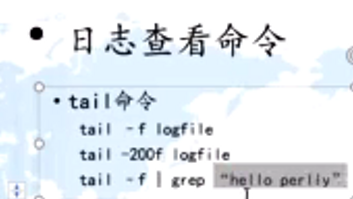 日志查看命令
tail命令
tail -f logfile
tail -200f logfile
tail -f | grep “hello perliy”